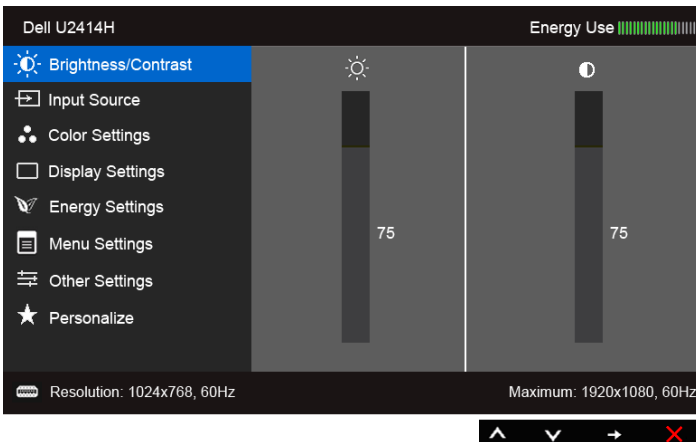 Dell U2414H Energy Use
Brightness/Contrast
Input Source
Color Settings
Display Settings
Energy Settings
75 75
Menu Settings
Other Settings
Personalize
Resolution: 1024x768, 60Hz Maximum: 1920x1080, 60Hz